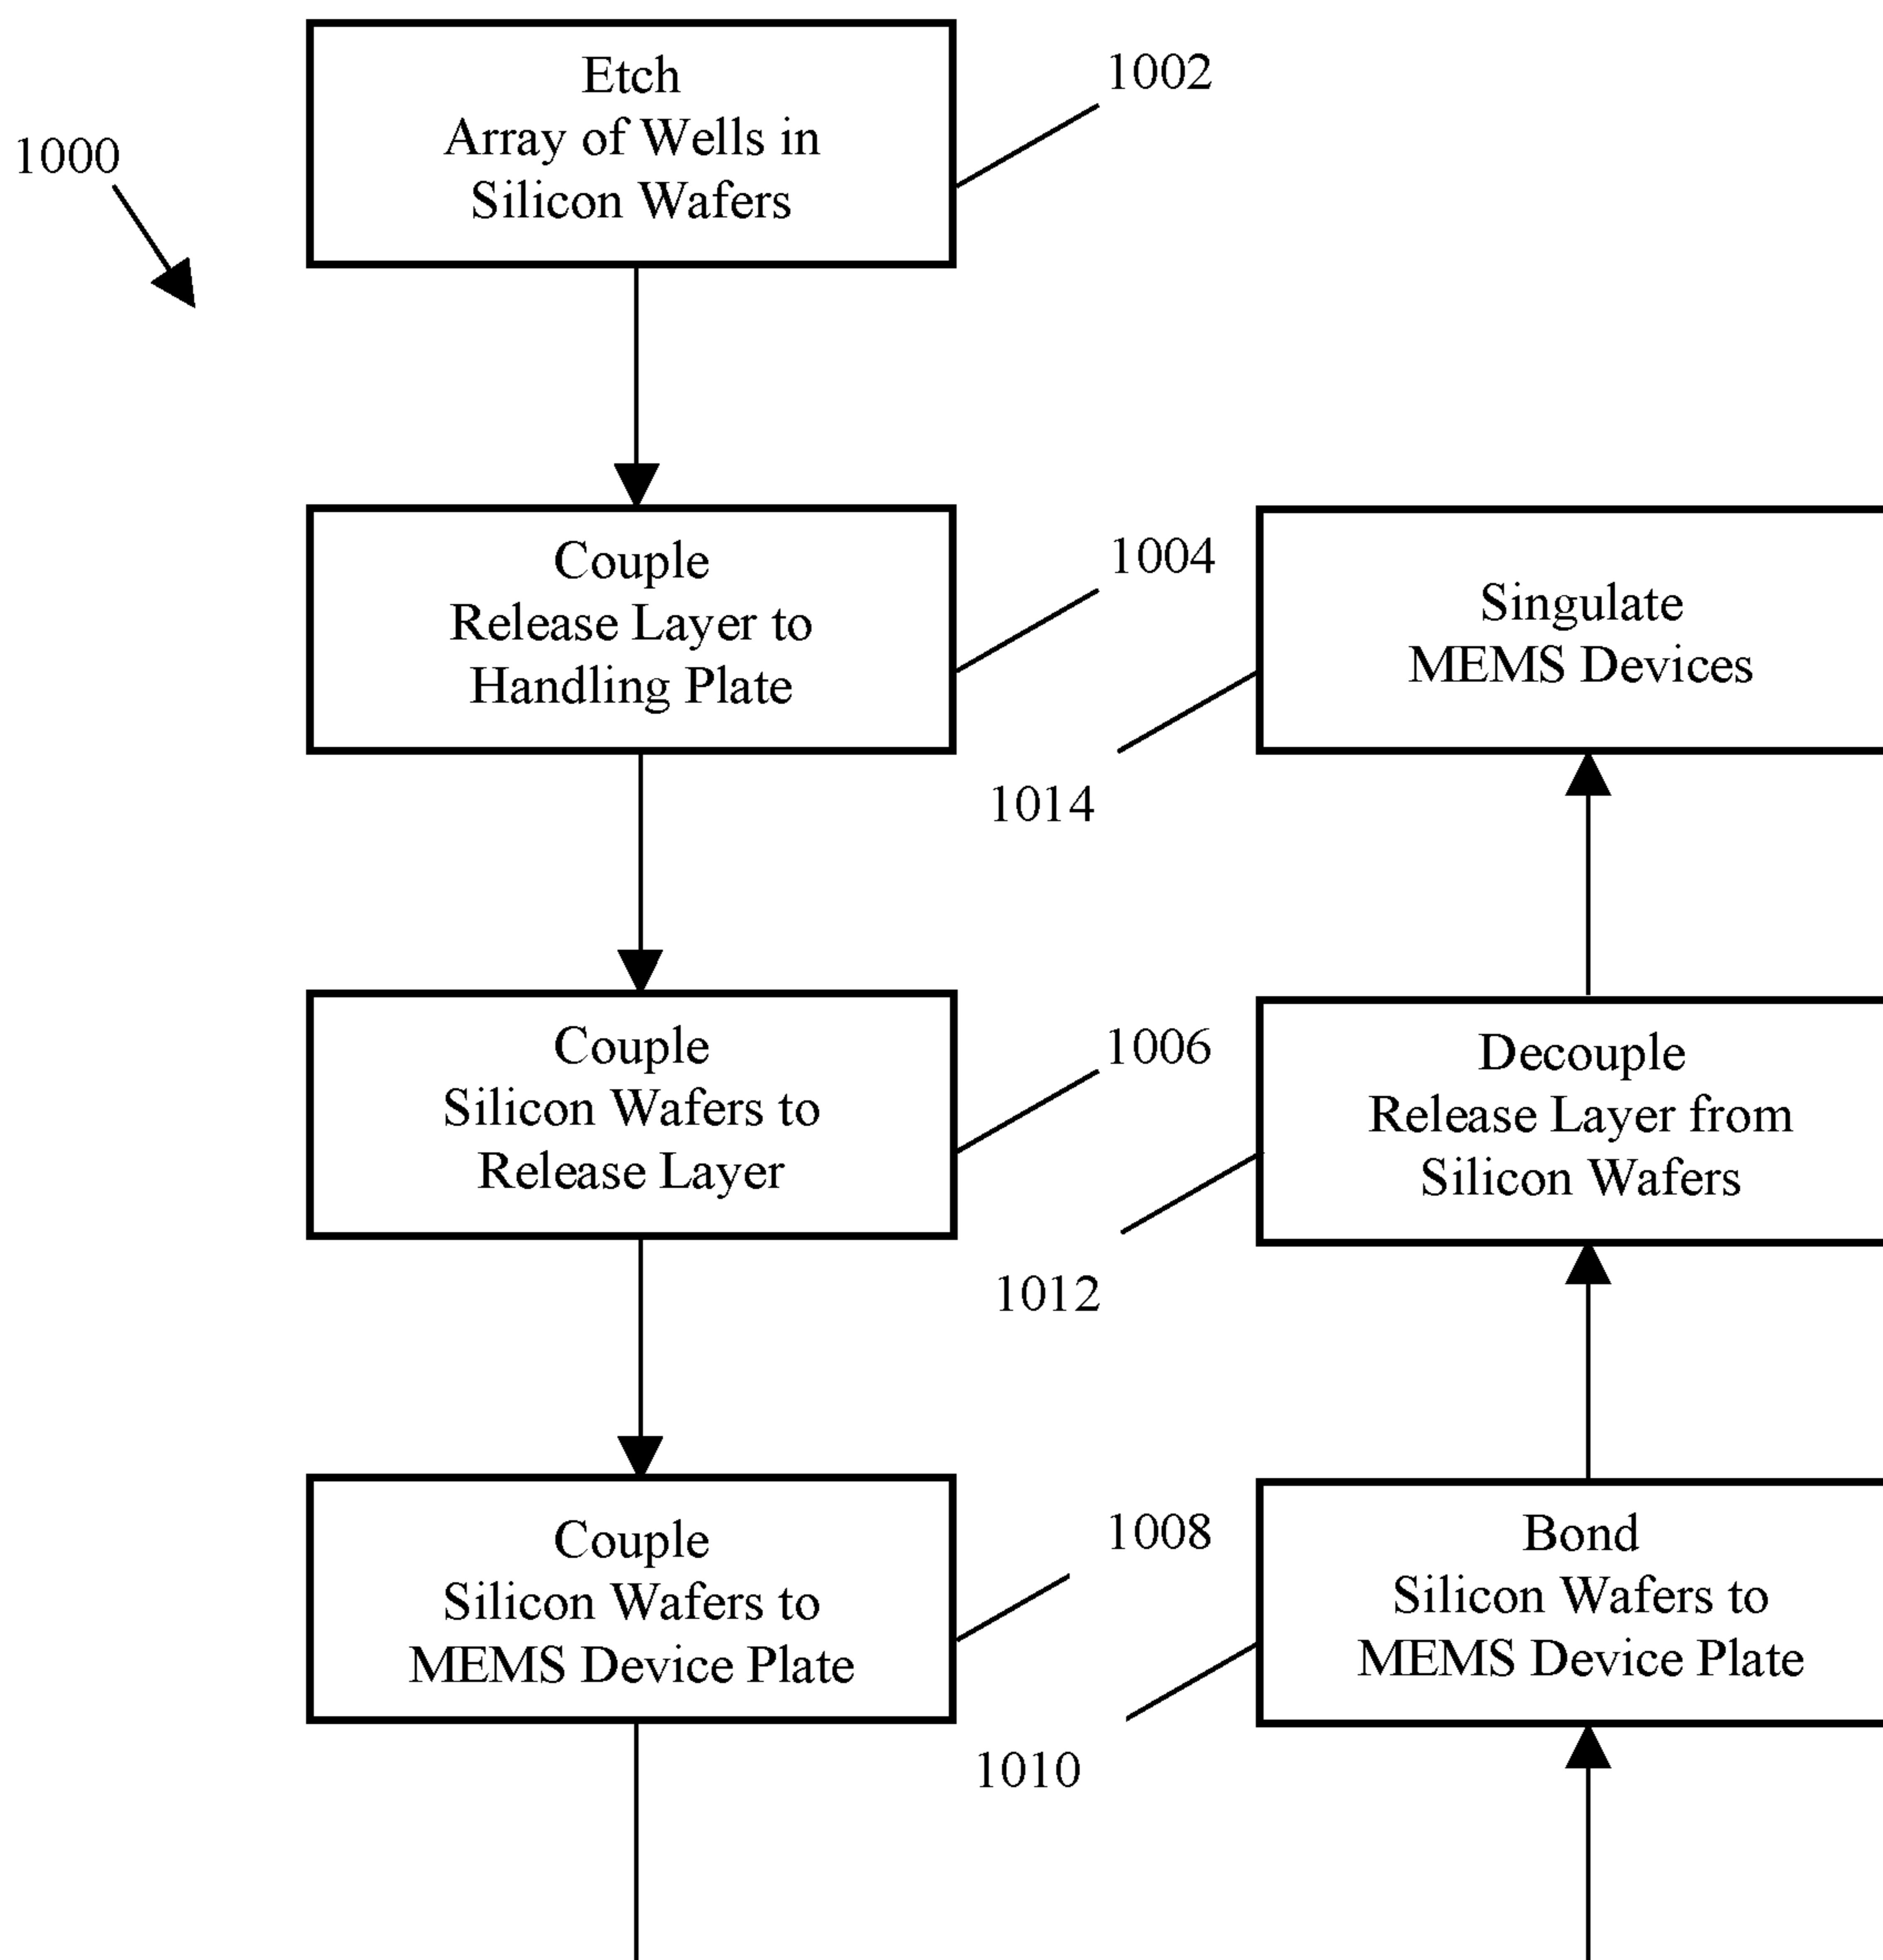 1000
Etch
Array of Wells in
Silicon Wafers
1002
Couple
Release Layer to
Handling Plate
1004
Couple
Silicon Wafers to
Release Layer
1006
Couple
Silicon Wafers to
MEMS Device Plate
1008
Bond
Silicon Wafers to
MEMS Device Plate
1010
Decouple
Release Layer from
Silicon Wafers
1012
Singulate
MEMS Devices
1014